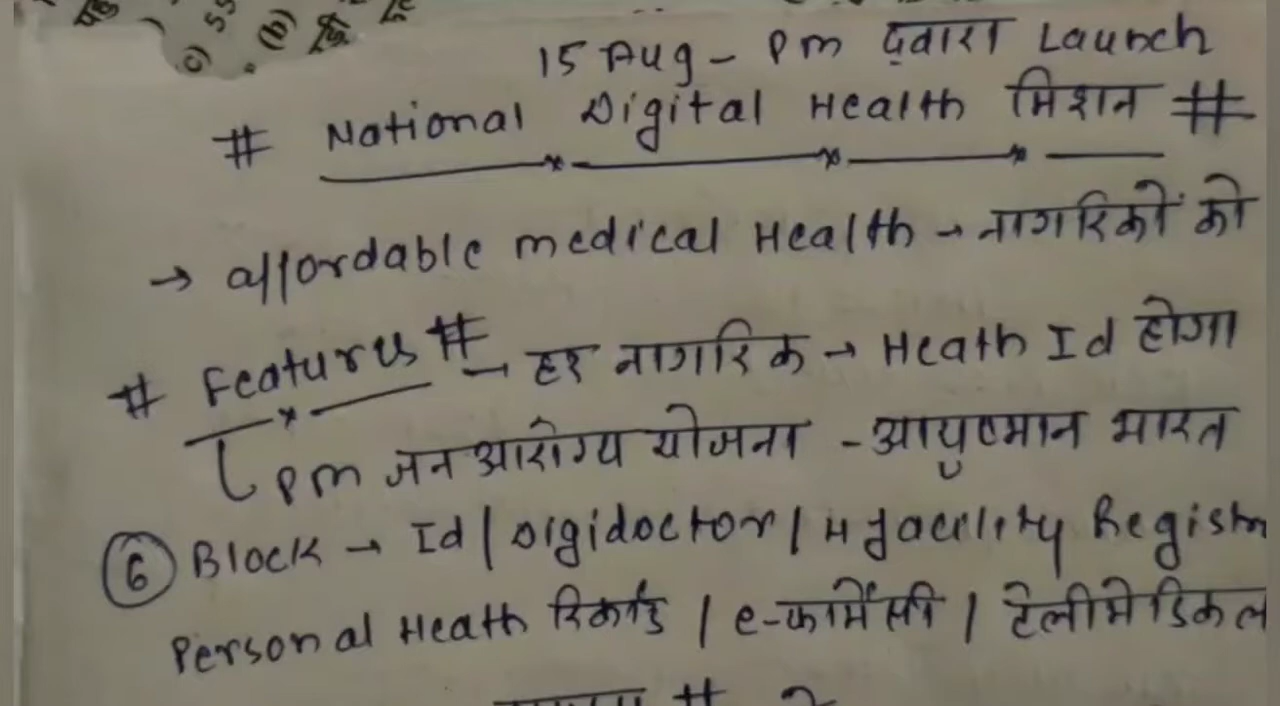 c) ss
(b)
15 Aug - Pm द्वारा Launch
# National Digital Health मिशन #
→ affordable medical Health → नागरिकों को
# Features # → हर नागरिक → Heath Id होगा
Pm जन आरोग्य योजना - आयुष्मान भारत
⑥ Block → Id / Digidoctor / H facility Registr
Personal Heath रिकार्ड / e-फार्मेसी / टेलीमेडिकल
#